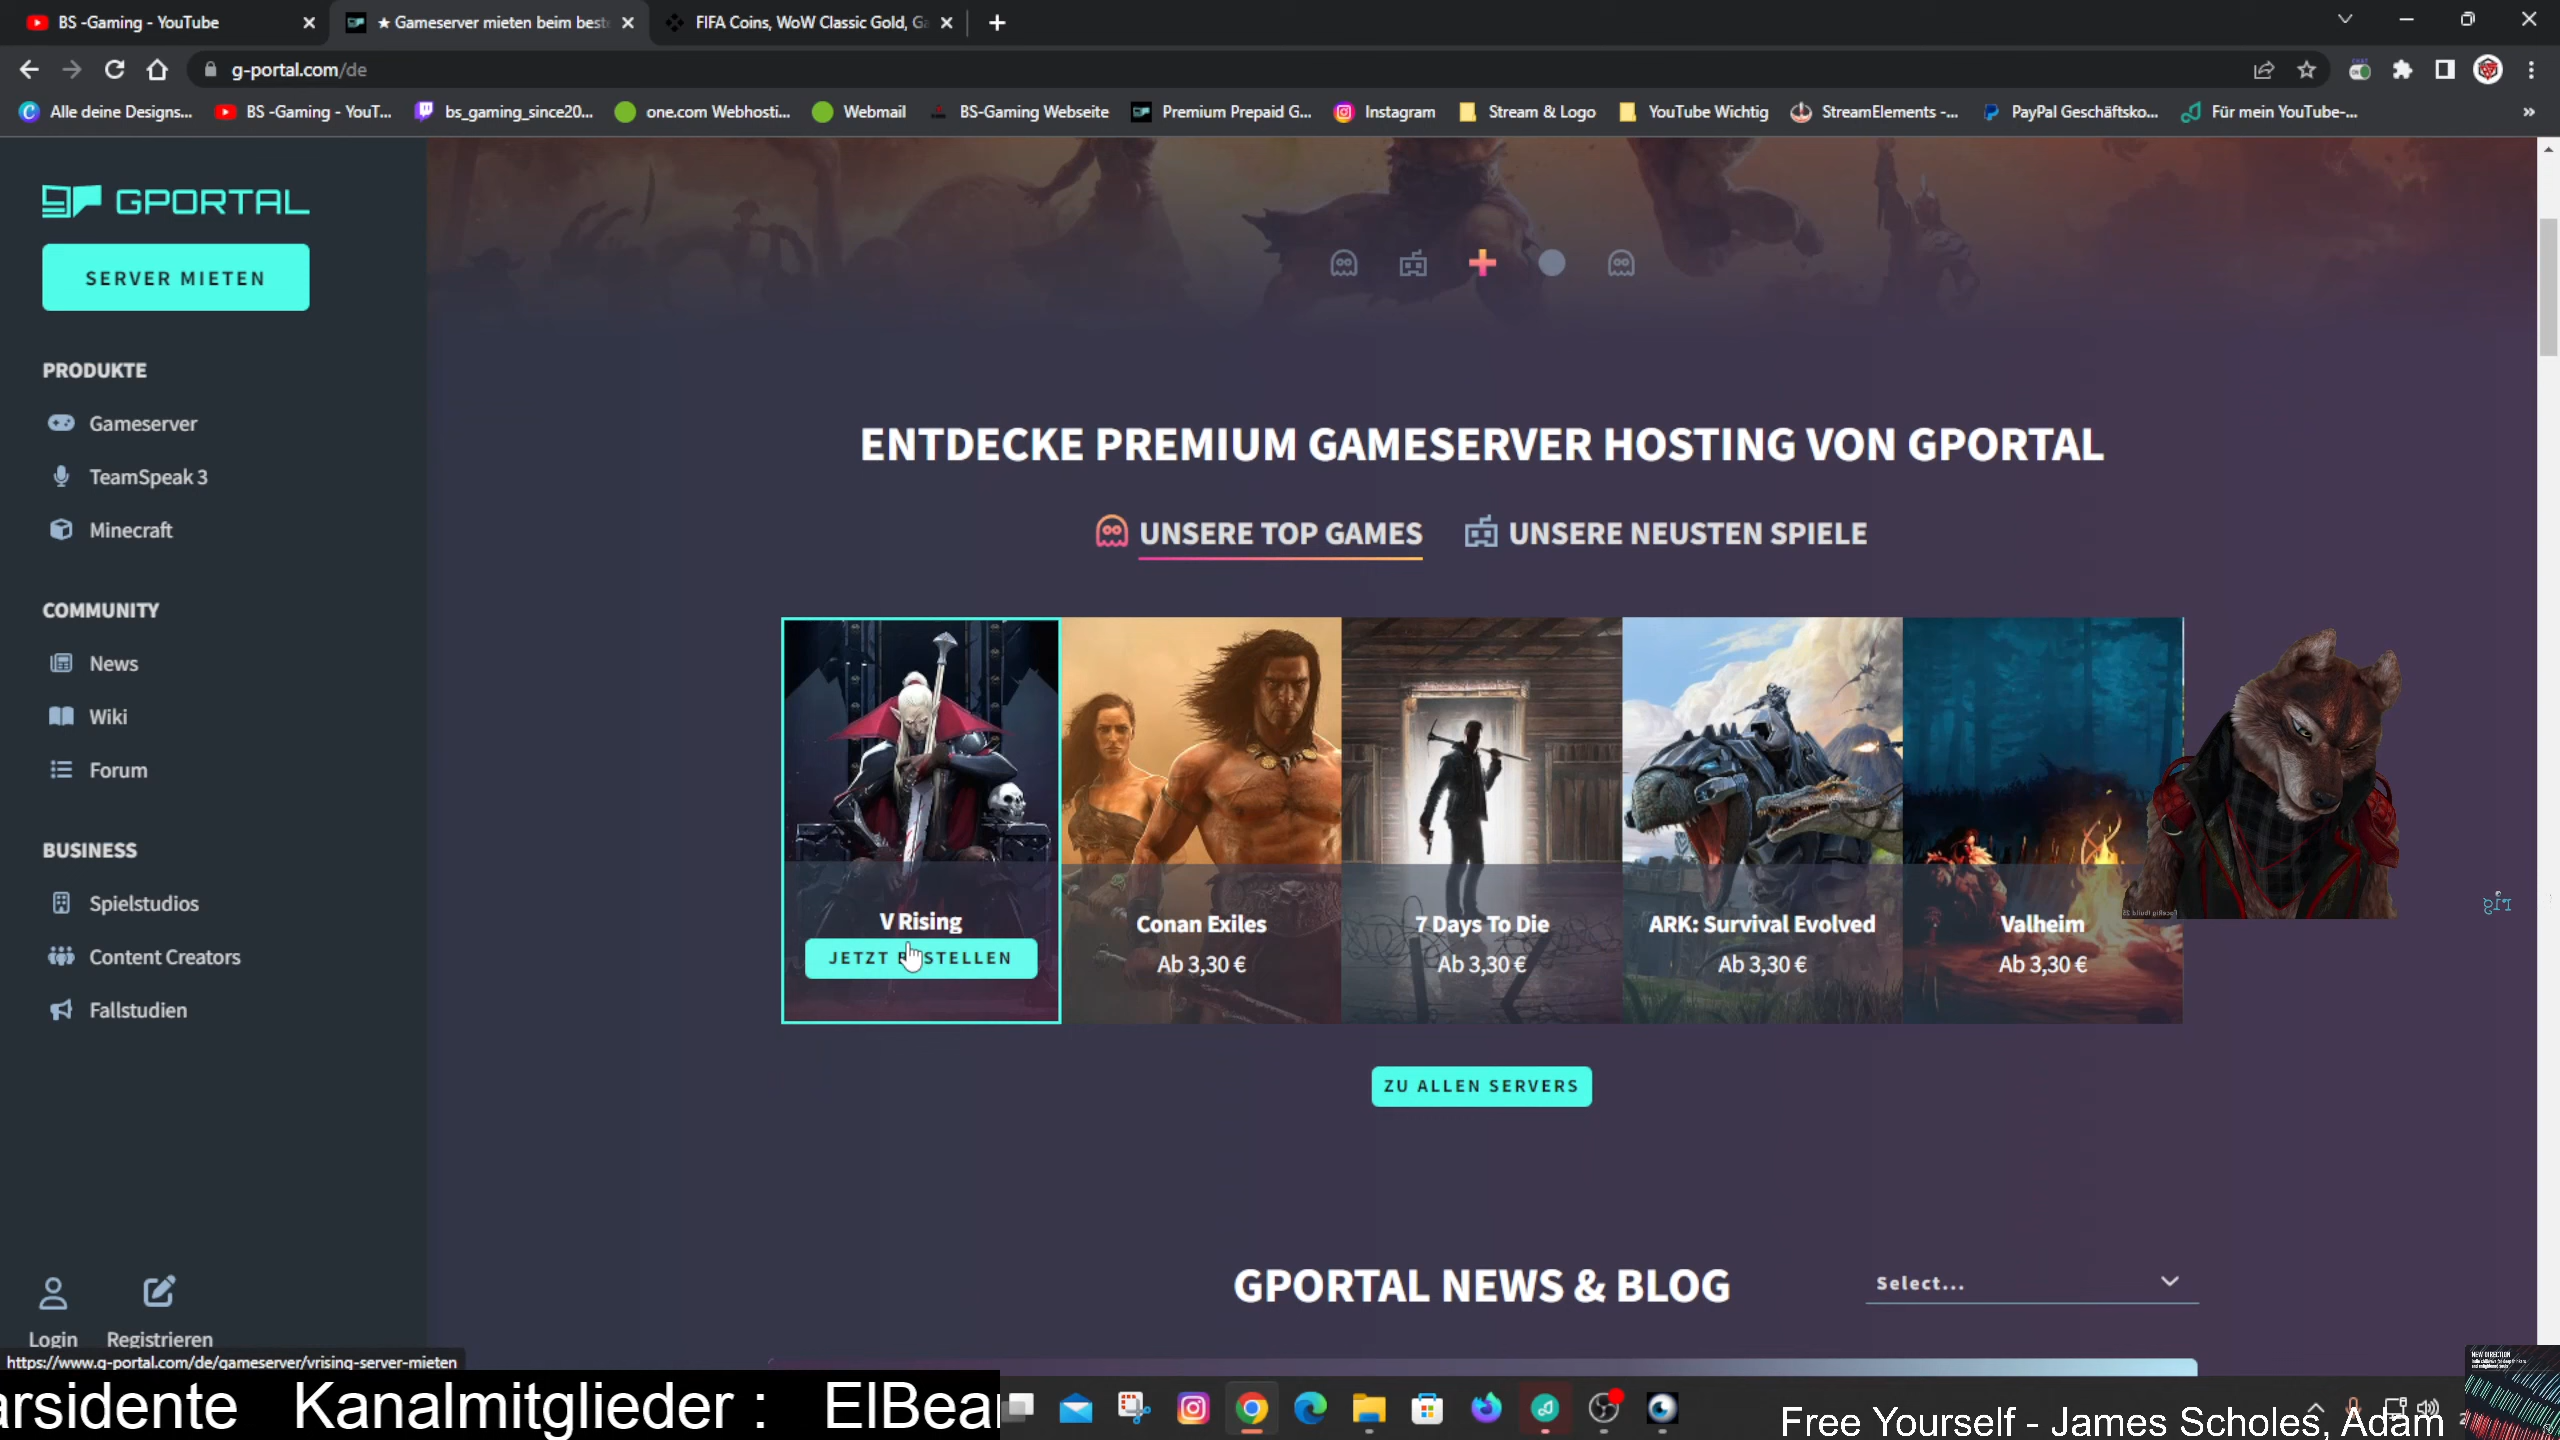 BS -Gaming - YouTube
★ Gameserver mieten beim best
FIFA Coins, WoW Classic Gold, G
g-portal.com/de
Alle deine Designs...
BS -Gaming - YouT...
bs_gaming_since20...
one.com Webhosti...
Webmail
BS-Gaming Webseite
Premium Prepaid G...
Instagram
Stream & Logo
YouTube Wichtig
StreamElements -...
PayPal Geschäftsko...
Für mein YouTube-...
GPORTAL
SERVER MIETEN
PRODUKTE
Gameserver
TeamSpeak 3
Minecraft
COMMUNITY
News
Wiki
Forum
BUSINESS
Spielstudios
Content Creators
Fallstudien
Login
Registrieren
https://www.g-portal.com/de/gameserver/vrising-server-mieten
ENTDECKE PREMIUM GAMESERVER HOSTING VON GPORTAL
UNSERE TOP GAMES
UNSERE NEUSTEN SPIELE
V Rising
JETZT BESTELLEN
Conan Exiles
Ab 3,30 €
7 Days To Die
Ab 3,30 €
ARK: Survival Evolved
Ab 3,30 €
Valheim
Ab 3,30 €
ZU ALLEN SERVERS
GPORTAL NEWS & BLOG
Select...
arsidente Kanalmitglieder : ElBear
Free Yourself - James Scholes, Adam
NEW DIRECTION